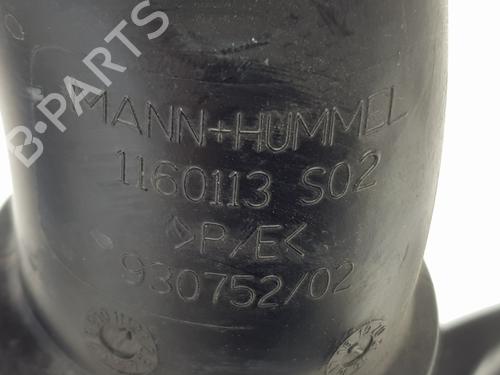 B-PARTS
MANN+HUMMEL
1160113 S02
>P/E<
930752/02